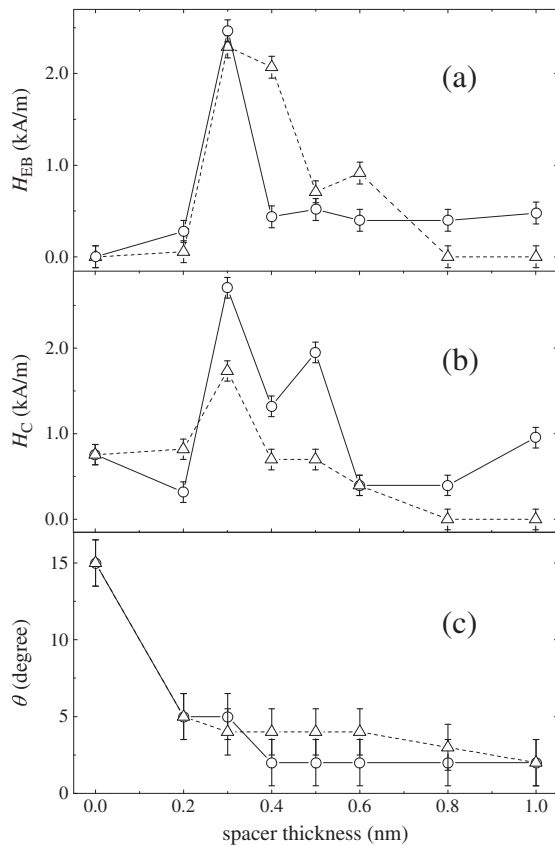 (a)
H_EB (kA/m)
2.0
1.0
0.0
(b)
H_C (kA/m)
2.0
1.0
0.0
(c)
θ (degree)
15
10
5
0
0.0 0.2 0.4 0.6 0.8 1.0
spacer thickness (nm)